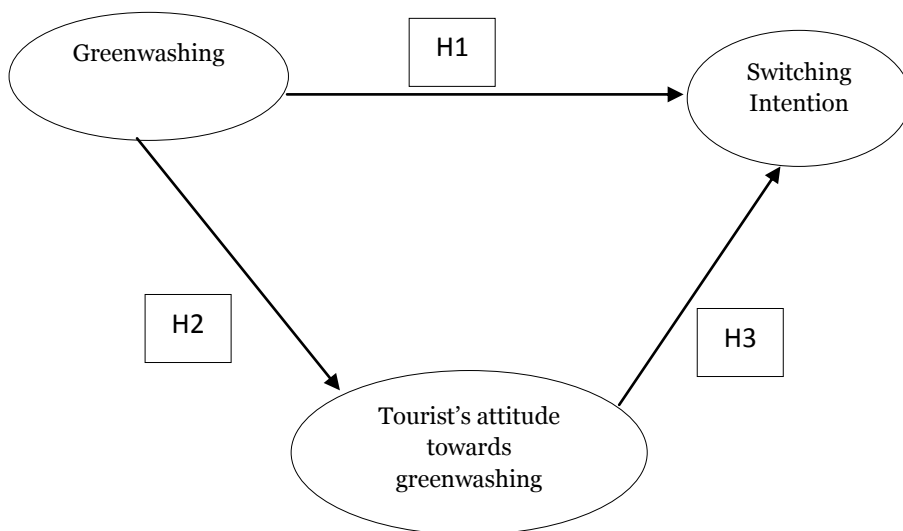 Greenwashing
H1
Switching
Intention
H2
H3
Tourist’s attitude
towards
greenwashing